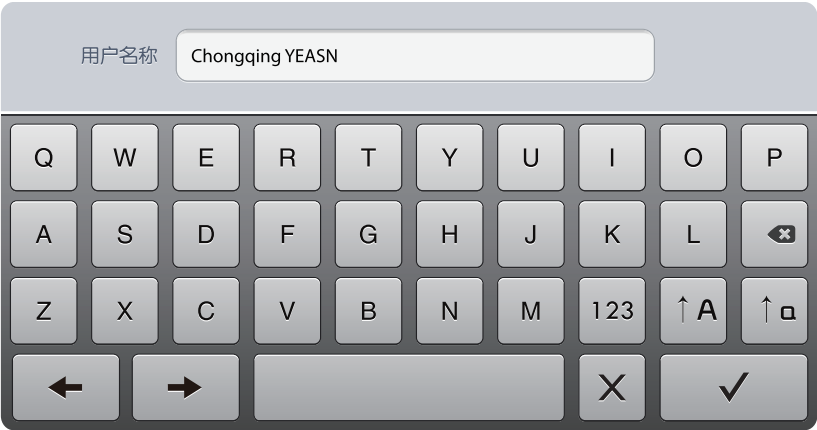 用户名称 Chongqing YEASN
Q W E R T Y U I O P
A S D F G H J K L
Z X C V B N M 123 ↑A ↑a